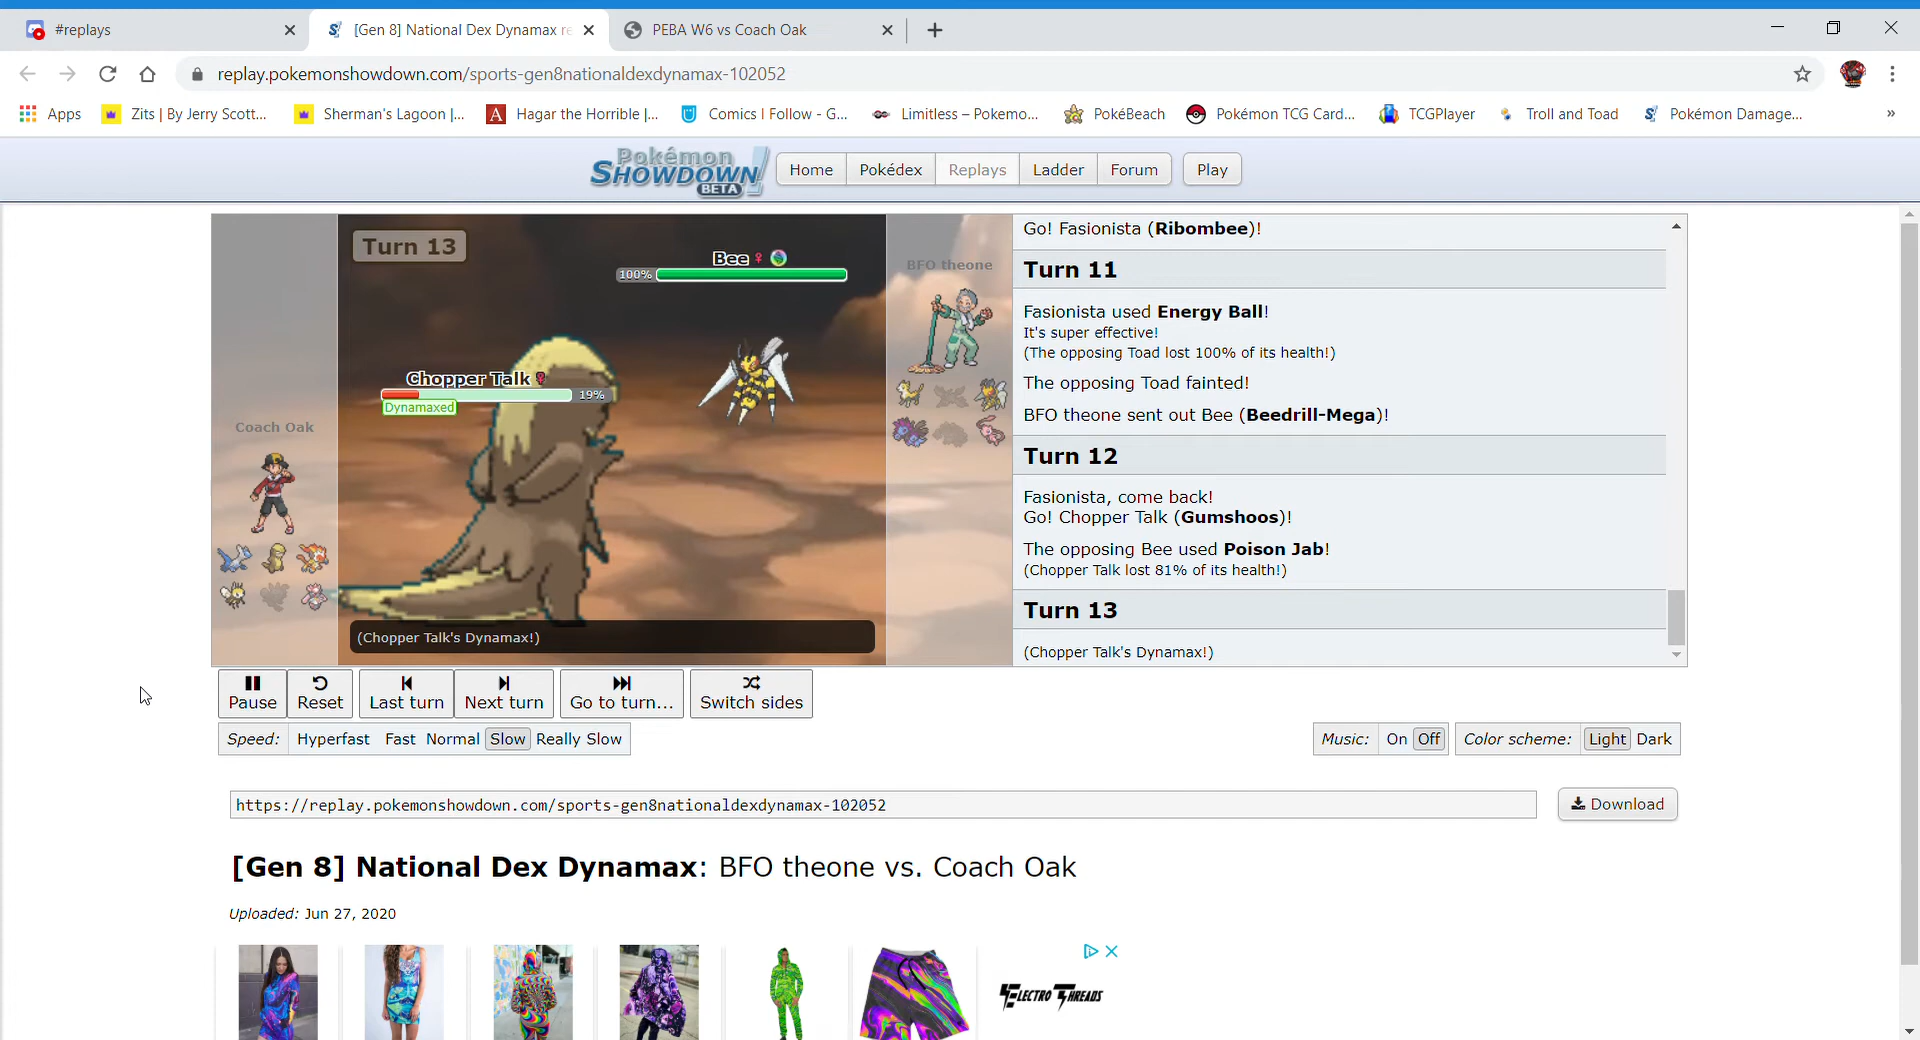 #replays
[Gen 8] National Dex Dynamax re
PEBA W6 vs Coach Oak
replay.pokemonshowdown.com/sports-gen8nationaldexdynamax-102052
Apps
Zits | By Jerry Scott...
Sherman's Lagoon |...
Hagar the Horrible |...
Comics I Follow - G...
Limitless – Pokemo...
PokéBeach
Pokémon TCG Card...
TCGPlayer
Troll and Toad
Pokémon Damage...
»
Pokémon
SHOWDOWN!
BETA
Home
Pokédex
Replays
Ladder
Forum
Play
Turn 13
Bee ♀
100%
Chopper Talk ♀
19%
Dynamaxed
Coach Oak
BFO theone
(Chopper Talk's Dynamax!)
Go! Fasionista (Ribombee)!
Turn 11
Fasionista used Energy Ball!
It's super effective!
(The opposing Toad lost 100% of its health!)
The opposing Toad fainted!
BFO theone sent out Bee (Beedrill-Mega)!
Turn 12
Fasionista, come back!
Go! Chopper Talk (Gumshoos)!
The opposing Bee used Poison Jab!
(Chopper Talk lost 81% of its health!)
Turn 13
(Chopper Talk's Dynamax!)
Pause
Reset
Last turn
Next turn
Go to turn...
Switch sides
Speed: Hyperfast Fast Normal Slow Really Slow
Music: On Off
Color scheme: Light Dark
https://replay.pokemonshowdown.com/sports-gen8nationaldexdynamax-102052
Download
[Gen 8] National Dex Dynamax: BFO theone vs. Coach Oak
Uploaded: Jun 27, 2020
ELECTRO THREADS